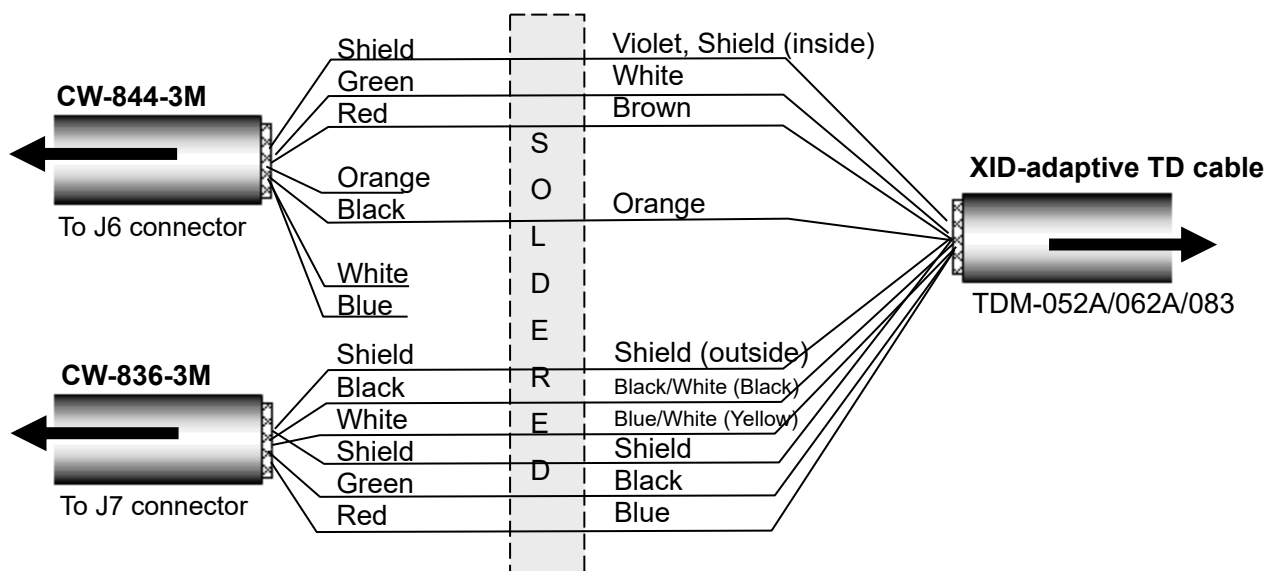 CW-844-3M
To J6 connector
Shield
Green
Red
Orange
Black
White
Blue
CW-836-3M
To J7 connector
Shield
Black
White
Shield
Green
Red
SOLDERED
Violet, Shield (inside)
White
Brown
Orange
Shield (outside)
Black/White (Black)
Blue/White (Yellow)
Shield
Black
Blue
XID-adaptive TD cable
TDM-052A/062A/083